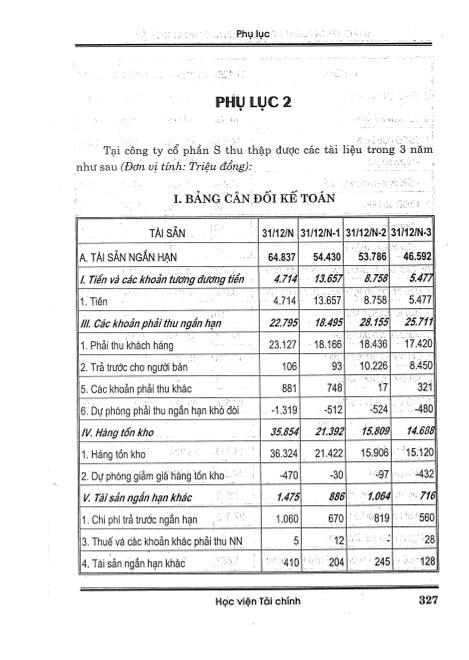 Phụ lục
PHỤ LỤC 2
Tại công ty cổ phần S thu thập được các tài liệu trong 3 năm
như sau (Đơn vị tính: Triệu đồng):
I. BẢNG CÂN ĐỐI KẾ TOÁN
TÀI SẢN 31/12/N 31/12/N-1 31/12/N-2 31/12/N-3
A. TÀI SẢN NGẮN HẠN 64.837 54.430 53.786 46.592
I. Tiền và các khoản tương đương tiền 4.714 13.657 8.758 5.477
1. Tiền 4.714 13.657 8.758 5.477
III. Các khoản phải thu ngắn hạn 22.795 18.495 28.155 25.711
1. Phải thu khách hàng 23.127 18.166 18.436 17.420
2. Trả trước cho người bán 106 93 10.226 8.450
5. Các khoản phải thu khác 881 748 17 321
6. Dự phòng phải thu ngắn hạn khó đòi -1.319 -512 -524 -480
IV. Hàng tồn kho 35.854 21.392 15.809 14.688
1. Hàng tồn kho 36.324 21.422 15.906 15.120
2. Dự phòng giảm giá hàng tồn kho -470 -30 -97 -432
V. Tài sản ngắn hạn khác 1.475 886 1.064 716
1. Chi phí trả trước ngắn hạn 1.060 670 819 560
3. Thuế và các khoản khác phải thu NN 5 12 28
4. Tài sản ngắn hạn khác 410 204 245 128
Học viện Tài chính 327